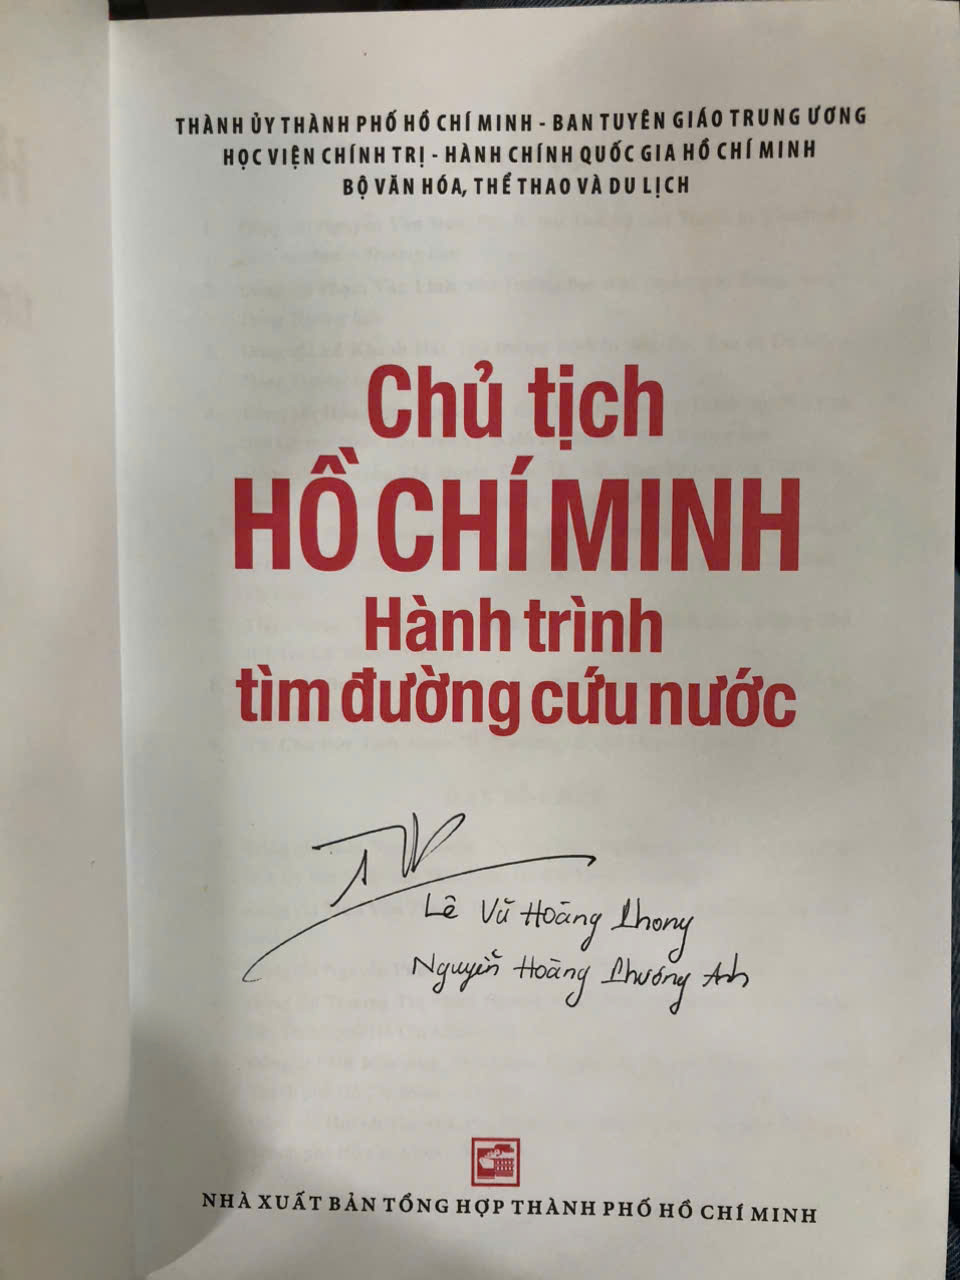 THÀNH ỦY THÀNH PHỐ HỒ CHÍ MINH - BAN TUYÊN GIÁO TRUNG ƯƠNG
HỌC VIỆN CHÍNH TRỊ - HÀNH CHÍNH QUỐC GIA HỒ CHÍ MINH
BỘ VĂN HÓA, THỂ THAO VÀ DU LỊCH
Chủ tịch
HỒ CHÍ MINH
Hành trình
tìm đường cứu nước
Lê Vũ Hoàng Phong
Nguyễn Hoàng Phương Anh
NHÀ XUẤT BẢN TỔNG HỢP THÀNH PHỐ HỒ CHÍ MINH